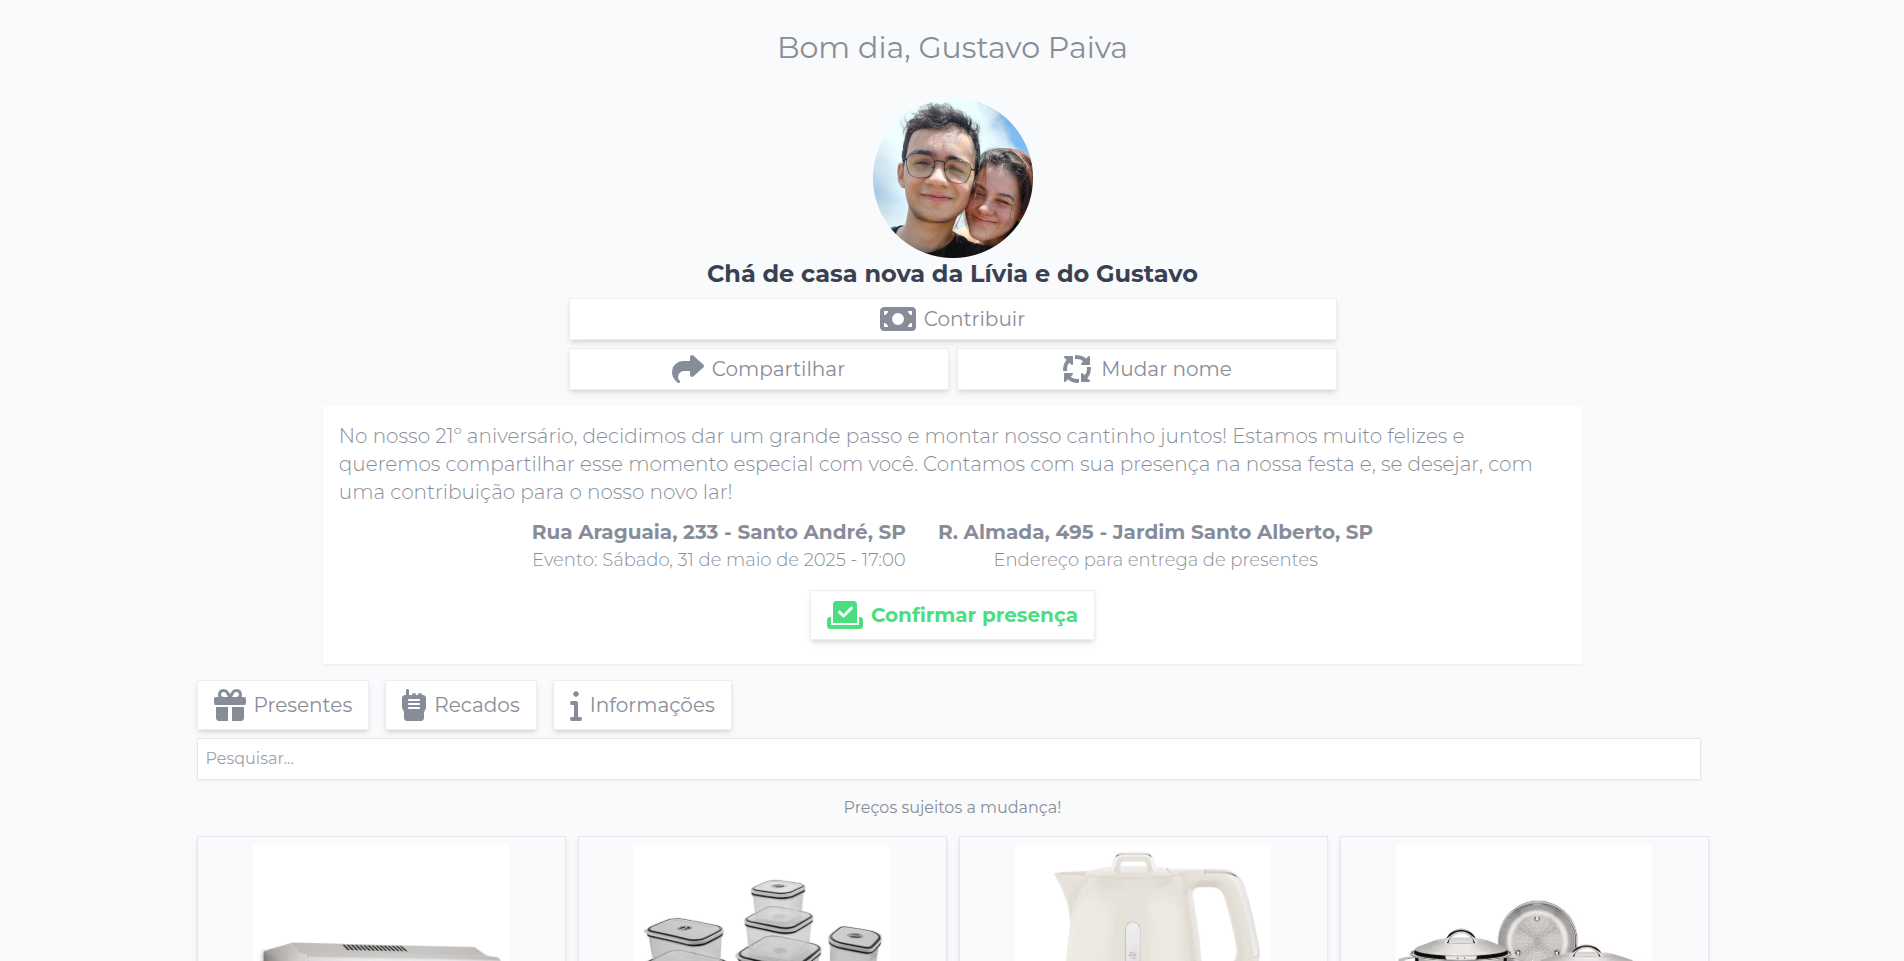 Bom dia, Gustavo Paiva
Chá de casa nova da Lívia e do Gustavo
Contribuir
Compartilhar
Mudar nome
No nosso 21º aniversário, decidimos dar um grande passo e montar nosso cantinho juntos! Estamos muito felizes e
queremos compartilhar esse momento especial com você. Contamos com sua presença na nossa festa e, se desejar, com
uma contribuição para o nosso novo lar!
Rua Araguaia, 233 - Santo André, SP
Evento: Sábado, 31 de maio de 2025 - 17:00
R. Almada, 495 - Jardim Santo Alberto, SP
Endereço para entrega de presentes
Confirmar presença
Presentes
Recados
Informações
Pesquisar...
Preços sujeitos a mudança!